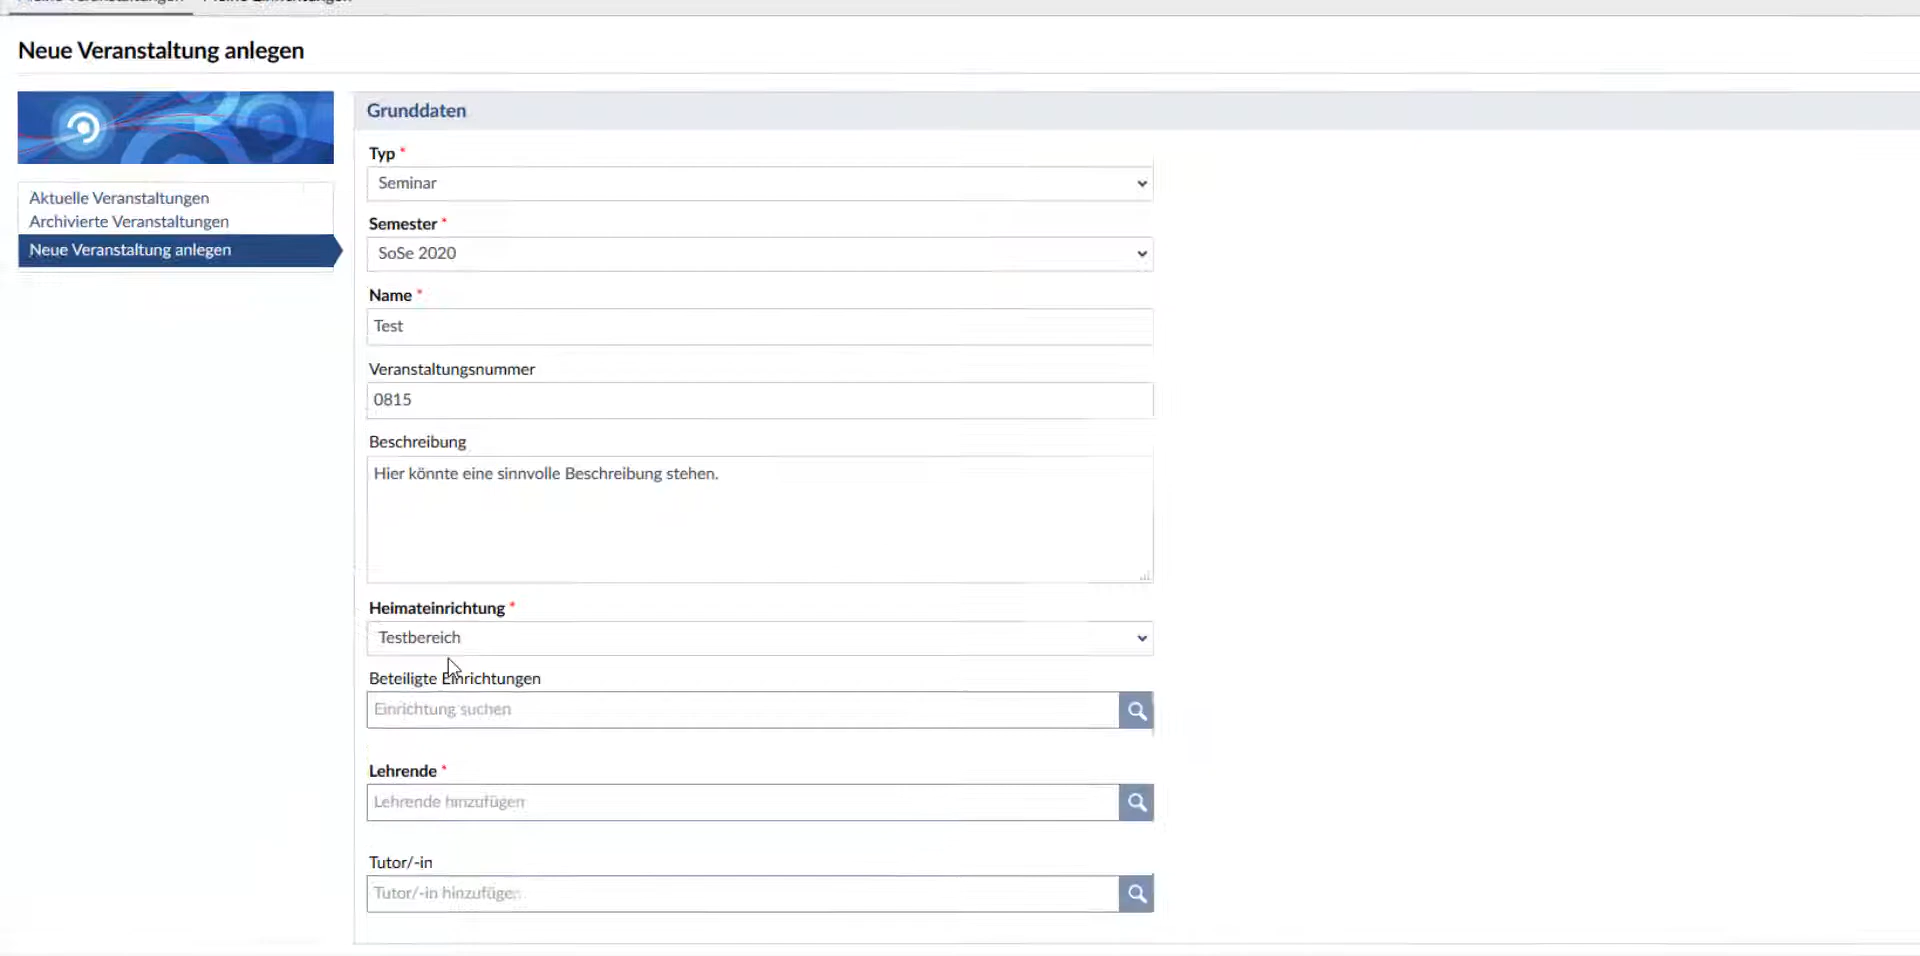 Neue Veranstaltung anlegen
Aktuelle Veranstaltungen
Archivierte Veranstaltungen
Neue Veranstaltung anlegen
Grunddaten
Typ *
Seminar
Semester *
SoSe 2020
Name *
Test
Veranstaltungsnummer
0815
Beschreibung
Hier könnte eine sinnvolle Beschreibung stehen.
Heimateinrichtung *
Testbereich
Beteiligte Einrichtungen
Einrichtung suchen
Lehrende *
Lehrende hinzufügen
Tutor/-in
Tutor/-in hinzufügen